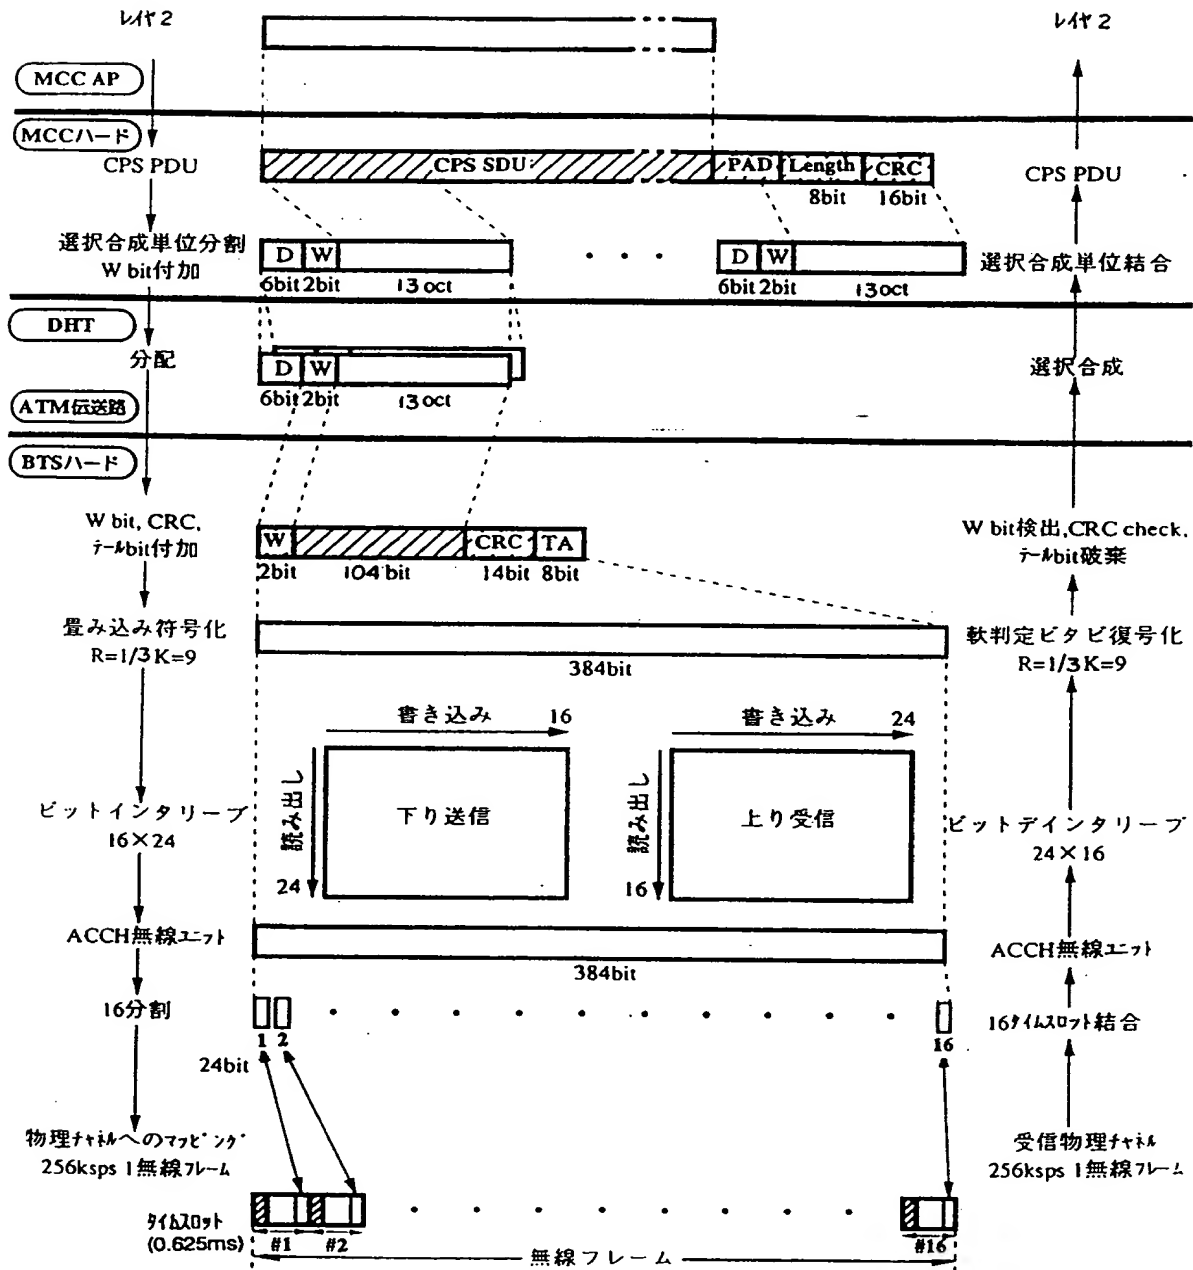 レイヤ2
レイヤ2
MCC AP
MCCハード
CPS PDU
CPS SDU
PAD
Length
CRC
8bit
16bit
CPS PDU
選択合成単位分割
W bit付加
D
W
6bit
2bit
13oct
D
W
6bit
2bit
13oct
選択合成単位結合
DHT
分配
D
W
6bit
2bit
13oct
選択合成
ATM伝送路
BTSハード
W bit, CRC,
テールbit付加
W
CRC
TA
2bit
104bit
14bit
8bit
W bit検出,CRC check,
テールbit破棄
畳み込み符号化
R=1/3 K=9
384bit
軟判定ビタビ復号化
R=1/3 K=9
書き込み
16
書き込み
24
読み出し
24
下り送信
読み出し
16
上り受信
ビットインタリーブ
16×24
ビットデインタリーブ
24×16
ACCH無線ユニット
384bit
ACCH無線ユニット
16分割
1
2
16
24bit
16タイムスロット結合
物理チャネルへのマッピング
256ksps 1無線フレーム
受信物理チャネル
256ksps 1無線フレーム
タイムスロット
(0.625ms)
#1
#2
#16
無線フレーム